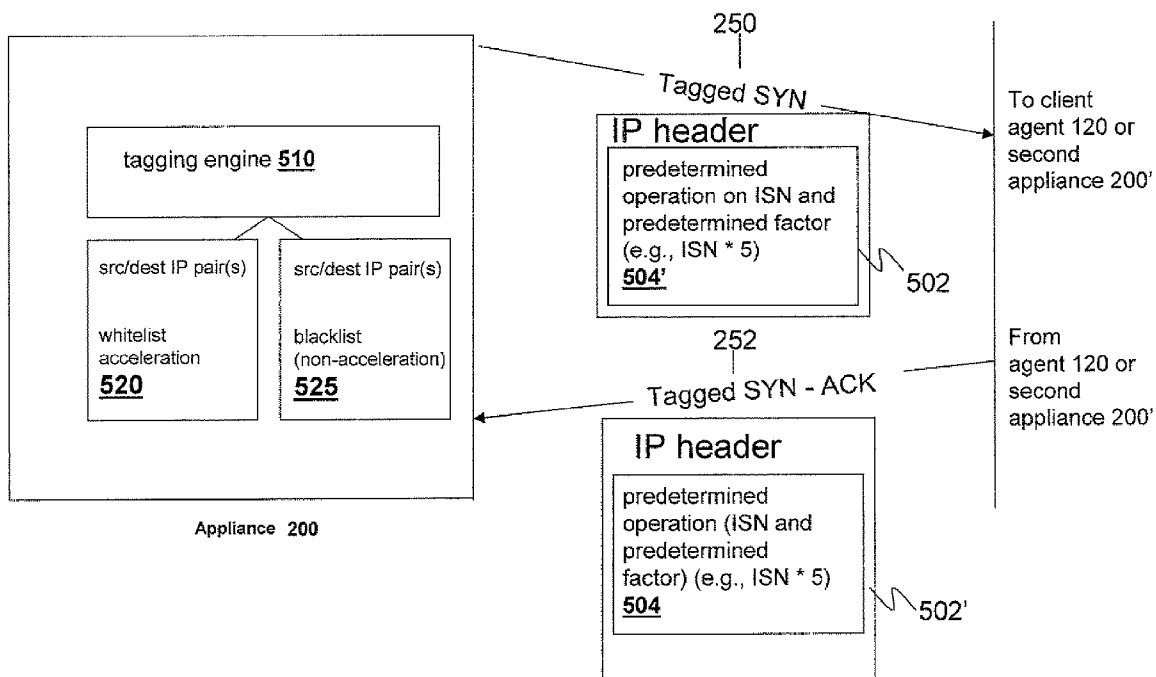 tagging engine 510
src/dest IP pair(s)
whitelist
acceleration
520
src/dest IP pair(s)
blacklist
(non-acceleration)
525
Appliance 200
250
Tagged SYN
IP header
predetermined
operation on ISN and
predetermined factor
(e.g., ISN * 5)
504'
502
To client
agent 120 or
second
appliance 200'
252
Tagged SYN - ACK
From
agent 120 or
second
appliance 200'
IP header
predetermined
operation (ISN and
predetermined
factor) (e.g., ISN * 5)
504
502'